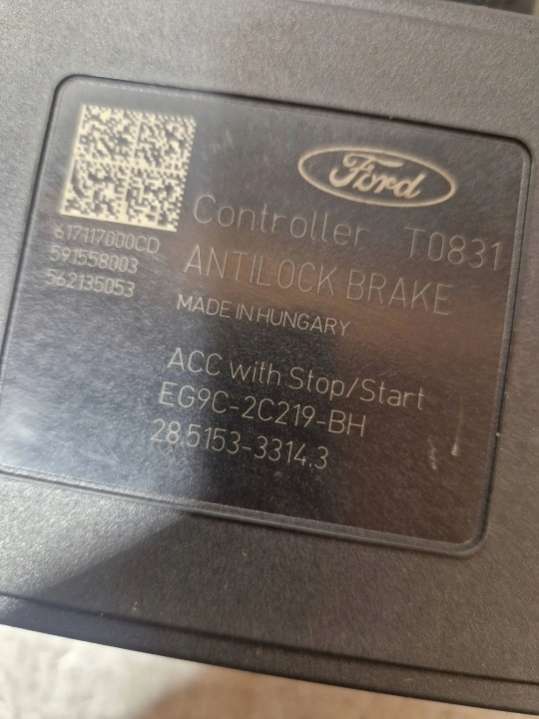 Ford
Controller T0831
617117000CD
591558003
562135053
ANTILOCK BRAKE
MADE IN HUNGARY
ACC with Stop/Start
EG9C-2C219-BH
28.5153-3314.3